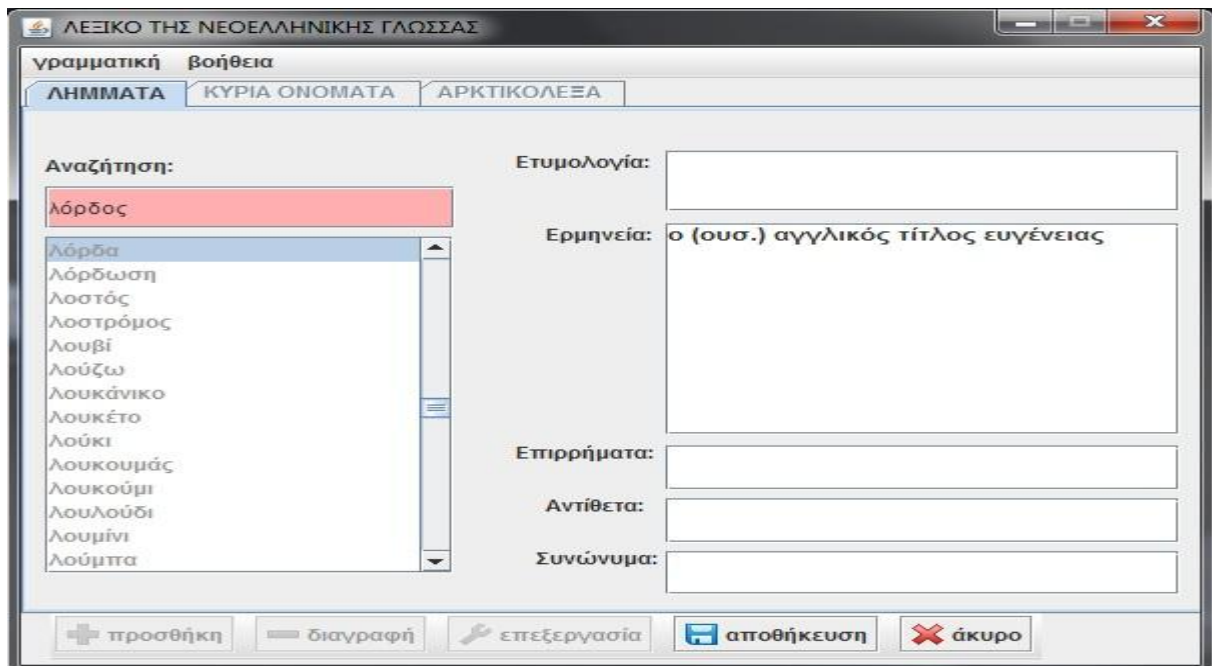 ΛΕΞΙΚΟ ΤΗΣ ΝΕΟΕΛΛΗΝΙΚΗΣ ΓΛΩΣΣΑΣ
γραμματική βοήθεια
ΛΗΜΜΑΤΑ ΚΥΡΙΑ ΟΝΟΜΑΤΑ ΑΡΚΤΙΚΟΛΕΞΑ
Αναζήτηση:
λόρδος
λόρδα
λόρδωση
λοστός
λοστρόμος
λουβί
λούζω
λουκάνικο
λουκέτο
λούκι
λουκουμάς
λουκούμι
λουλούδι
λουμίνι
λούμπα
Ετυμολογία:
Ερμηνεία: ο (ουσ.) αγγλικός τίτλος ευγένειας
Επιρρήματα:
Αντίθετα:
Συνώνυμα:
προσθήκη διαγραφή επεξεργασία αποθήκευση άκυρο